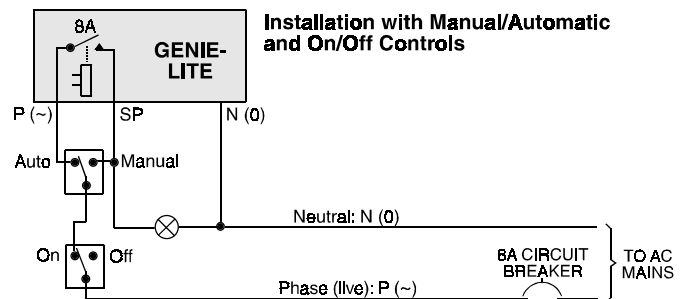 Installation with Manual/Automatic
and On/Off Controls
8A
GENIE-
LITE
P (~)
SP
N (0)
Auto
Manual
Neutral: N (0)
On
Off
8A CIRCUIT
BREAKER
TO AC
MAINS
Phase (live): P (~)